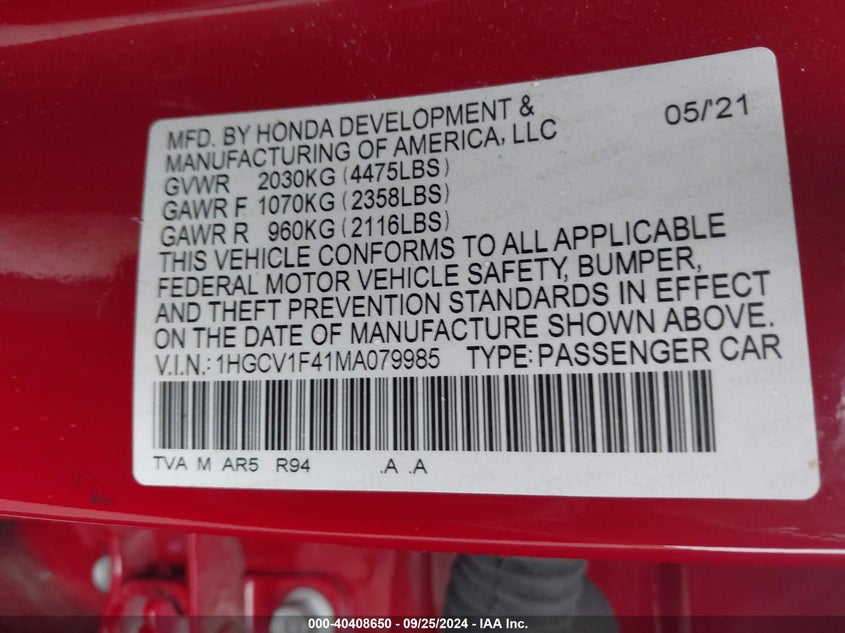 MFD. BY HONDA DEVELOPMENT & 05/'21
MANUFACTURING OF AMERICA, LLC
GVWR 2030KG (4475LBS)
GAWR F 1070KG (2358LBS)
GAWR R 960KG (2116LBS)
THIS VEHICLE CONFORMS TO ALL APPLICABLE
FEDERAL MOTOR VEHICLE SAFETY, BUMPER,
AND THEFT PREVENTION STANDARDS IN EFFECT
ON THE DATE OF MANUFACTURE SHOWN ABOVE.
V.I.N.: 1HGCV1F41MA079985 TYPE: PASSENGER CAR
TVA M AR5 R94 .A .A
000-40408650 - 09/25/2024 - IAA Inc.